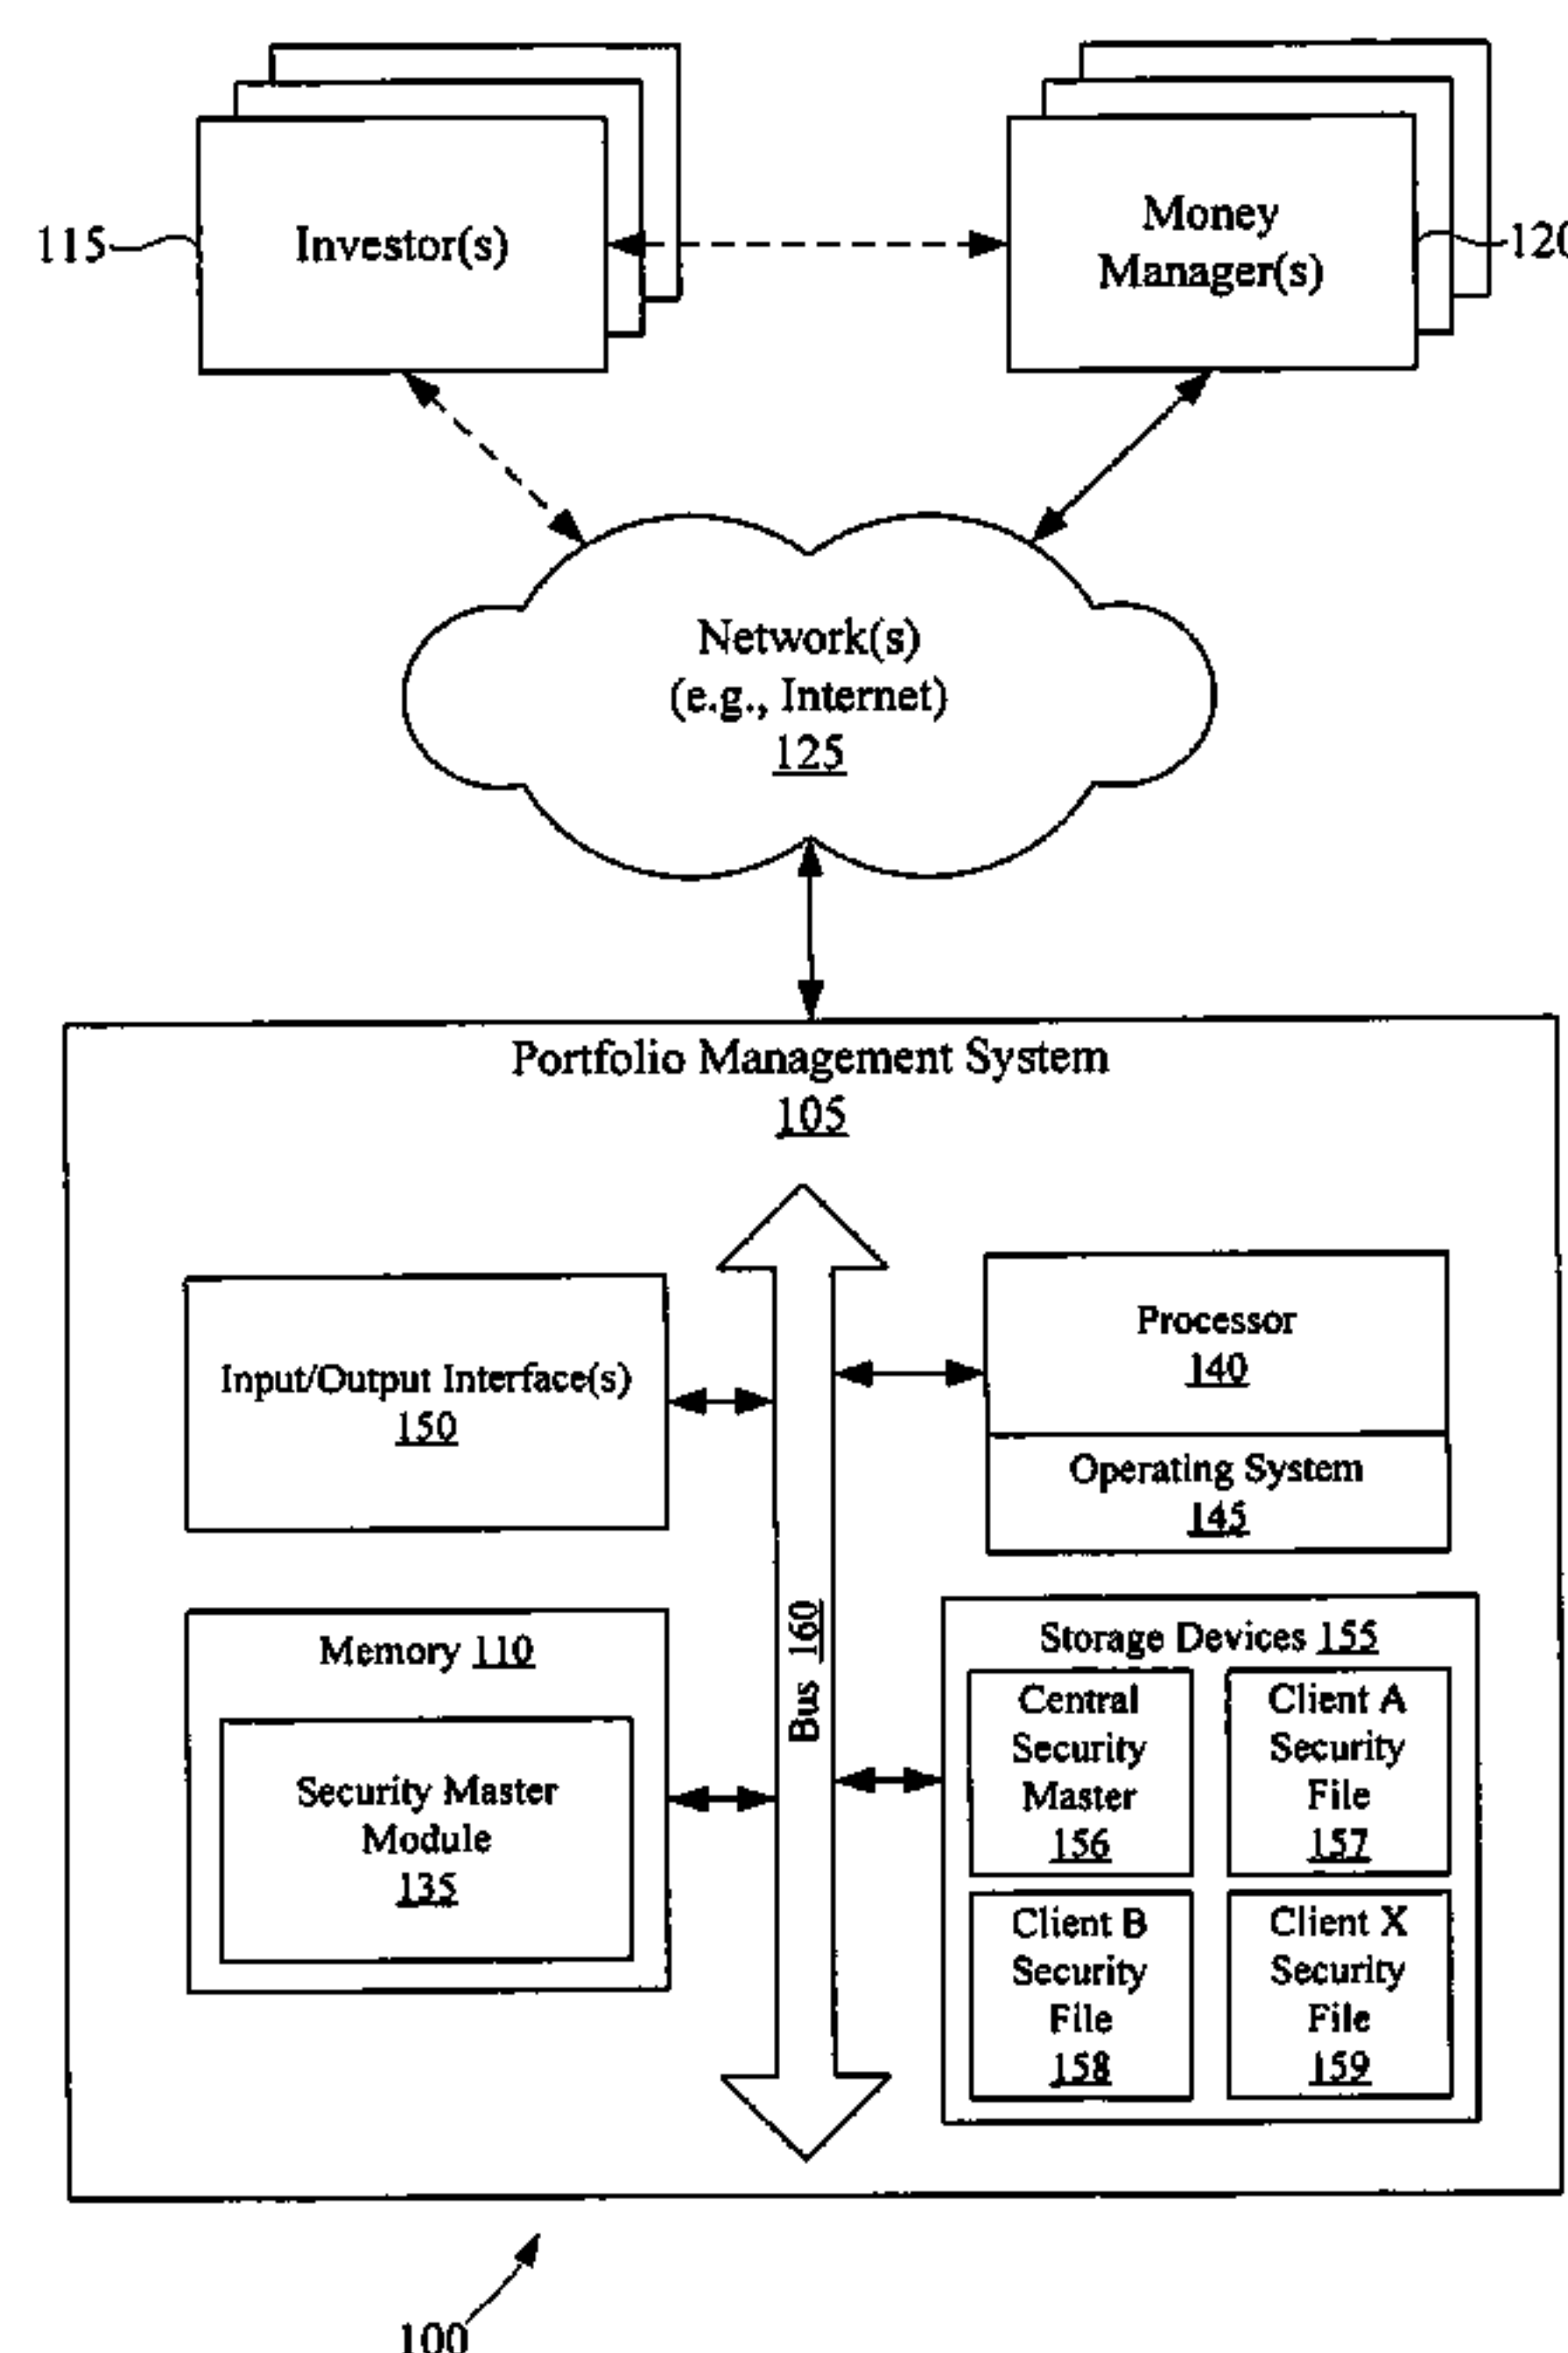 115
Investor(s)
Money
Manager(s)
120
Network(s)
(e.g., Internet)
125
Portfolio Management System
105
Input/Output Interface(s)
150
Processor
140
Operating System
145
Memory 110
Security Master
Module
135
Bus 160
Storage Devices 155
Central
Security
Master
156
Client A
Security
File
157
Client B
Security
File
158
Client X
Security
File
159
100